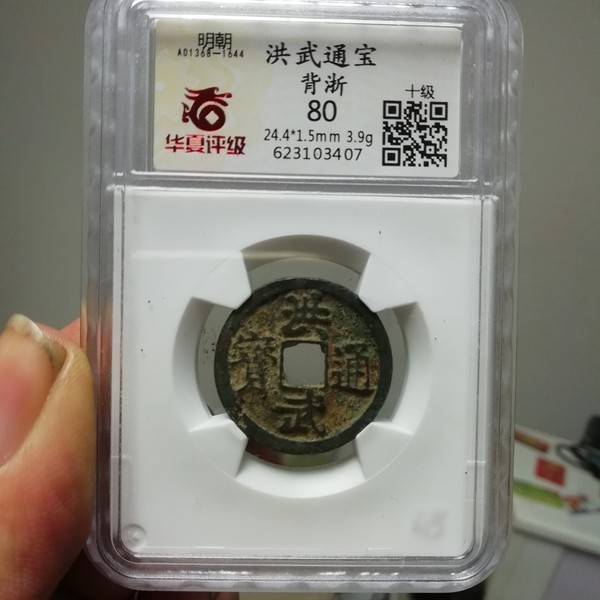 明朝
AD1368-1644
洪武通宝
背浙
80
24.4*1.5mm 3.9g
623103407
十级
华夏评级
洪武通寶